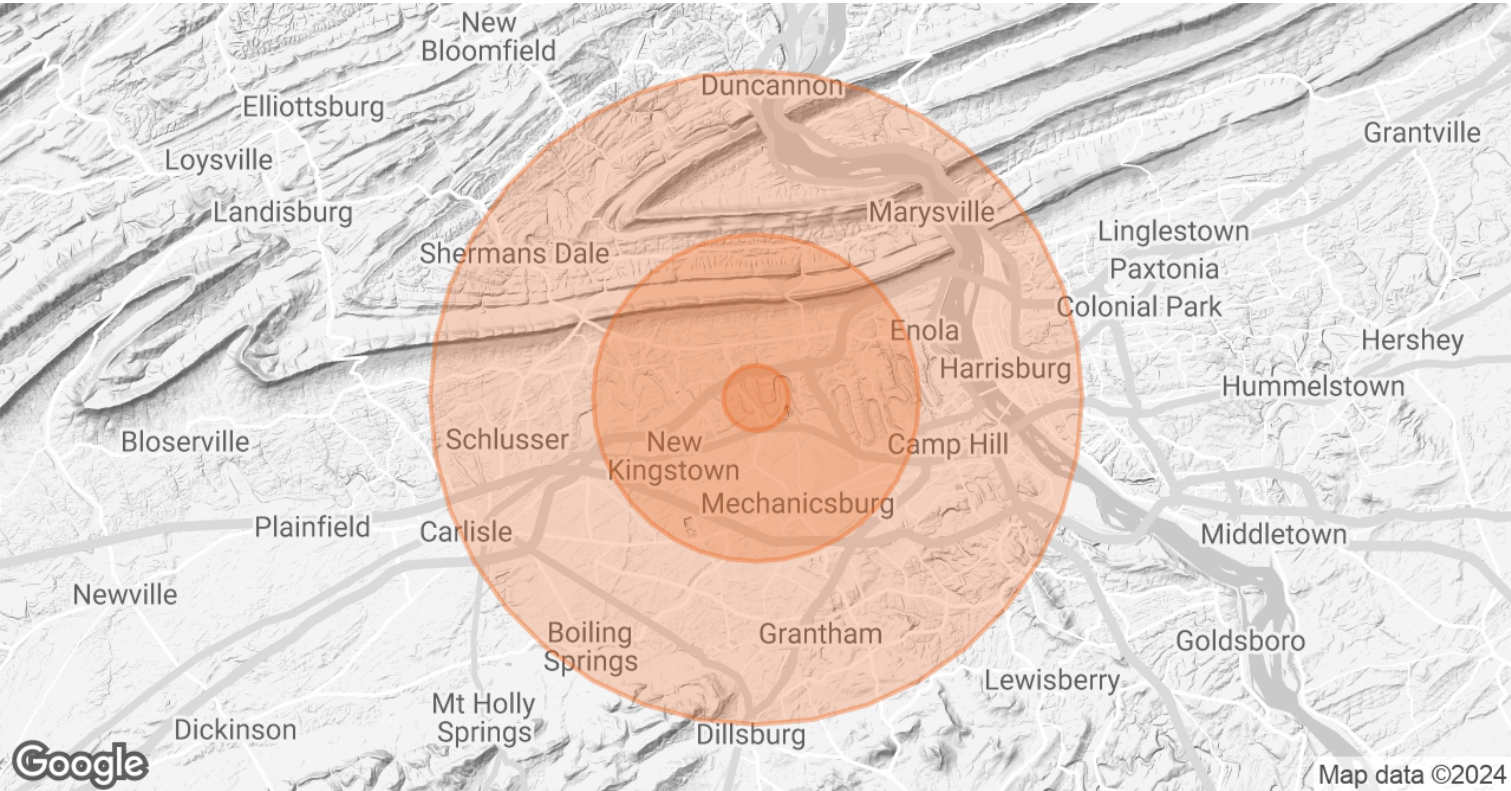 New
Bloomfield
Duncannon
Elliottsburg
Grantville
Loysville
Landisburg
Marysville
Linglestown
Shermans Dale
Paxtonia
Colonial Park
Enola
Hershey
Harrisburg
Hummelstown
Bloserville
Schlusser
New
Kingstown
Camp Hill
Mechanicsburg
Plainfield
Carlisle
Middletown
Newville
Boiling
Springs
Grantham
Goldsboro
Lewisberry
Mt Holly
Springs
Dickinson
Dillsburg
Google
Map data ©2024